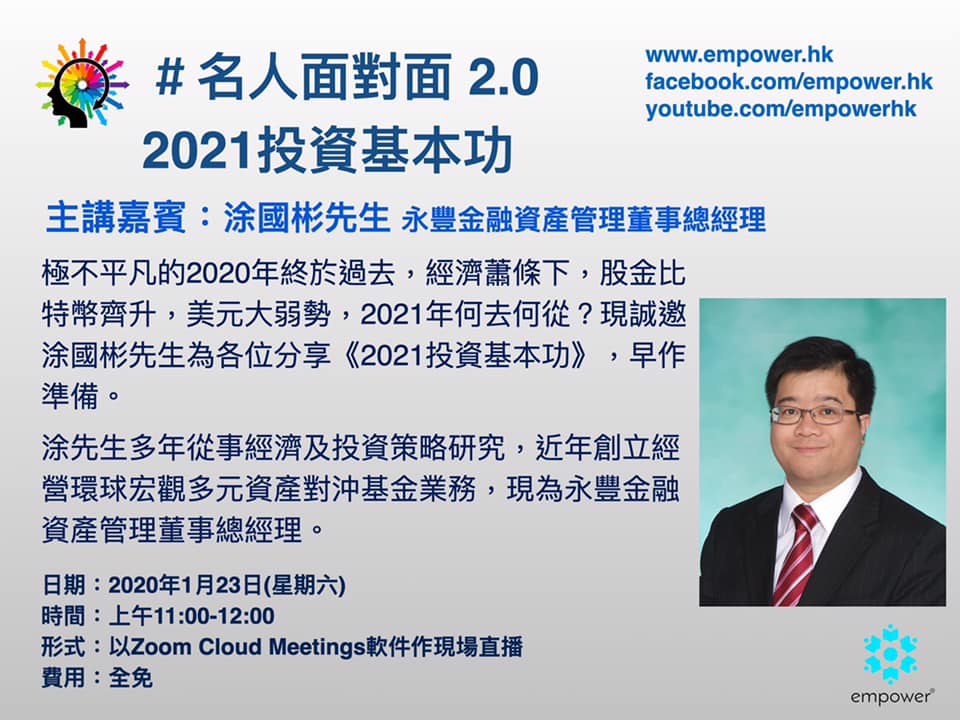 # 名人面對面 2.0
2021投資基本功
www.empower.hk
facebook.com/empower.hk
youtube.com/empowerhk
主講嘉賓：涂國彬先生 永豐金融資產管理董事總經理
極不平凡的2020年終於過去，經濟蕭條下，股金比
特幣齊升，美元大弱勢，2021年何去何從？現誠邀
涂國彬先生為各位分享《2021投資基本功》，早作
準備。
涂先生多年從事經濟及投資策略研究，近年創立經
營環球宏觀多元資產對沖基金業務，現為永豐金融
資產管理董事總經理。
日期：2020年1月23日(星期六)
時間：上午11:00-12:00
形式：以Zoom Cloud Meetings軟件作現場直播
費用：全免
empower®